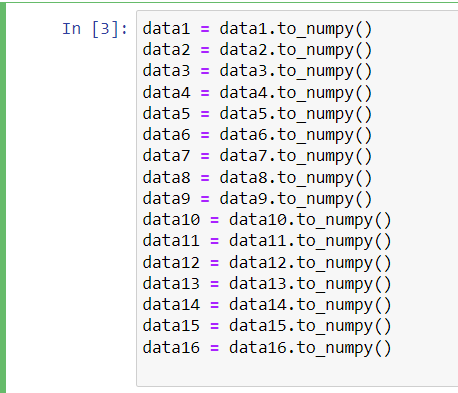 In [3]: data1 = data1.to_numpy()
data2 = data2.to_numpy()
data3 = data3.to_numpy()
data4 = data4.to_numpy()
data5 = data5.to_numpy()
data6 = data6.to_numpy()
data7 = data7.to_numpy()
data8 = data8.to_numpy()
data9 = data9.to_numpy()
data10 = data10.to_numpy()
data11 = data11.to_numpy()
data12 = data12.to_numpy()
data13 = data13.to_numpy()
data14 = data14.to_numpy()
data15 = data15.to_numpy()
data16 = data16.to_numpy()